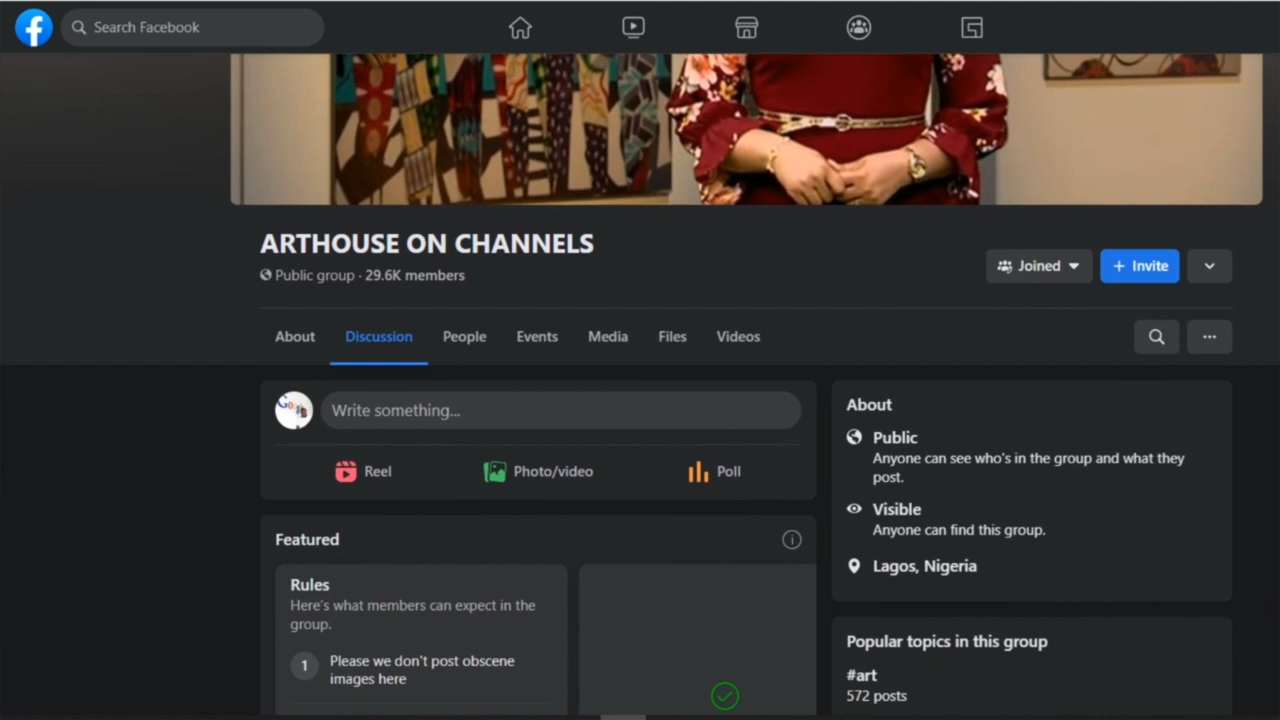 Search Facebook
ARTHOUSE ON CHANNELS
Public group · 29.6K members
Joined
+ Invite
About Discussion People Events Media Files Videos
Write something...
Reel Photo/video Poll
Featured
Rules
Here's what members can expect in the
group.
1 Please we don't post obscene
images here
About
Public
Anyone can see who's in the group and what they
post.
Visible
Anyone can find this group.
Lagos, Nigeria
Popular topics in this group
#art
572 posts